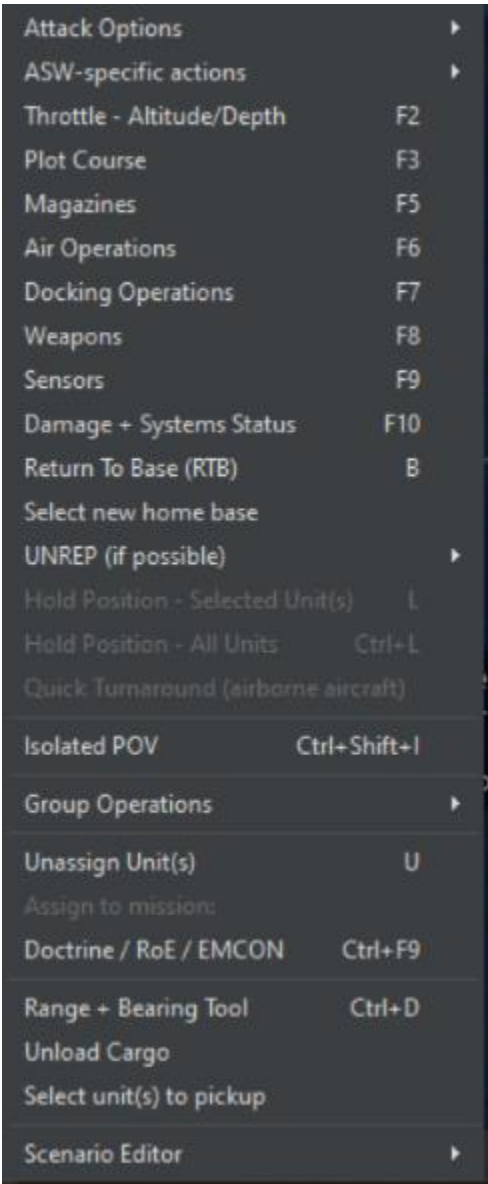 Attack Options
ASW-specific actions
Throttle - Altitude/Depth F2
Plot Course F3
Magazines F5
Air Operations F6
Docking Operations F7
Weapons F8
Sensors F9
Damage + Systems Status F10
Return To Base (RTB) B
Select new home base
UNREP (if possible)
Hold Position - Selected Unit(s) L
Hold Position - All Units Ctrl+L
Quick Turnaround (airborne aircraft)
Isolated POV Ctrl+Shift+I
Group Operations
Unassign Unit(s) U
Assign to mission:
Doctrine / RoE / EMCON Ctrl+F9
Range + Bearing Tool Ctrl+D
Unload Cargo
Select unit(s) to pickup
Scenario Editor